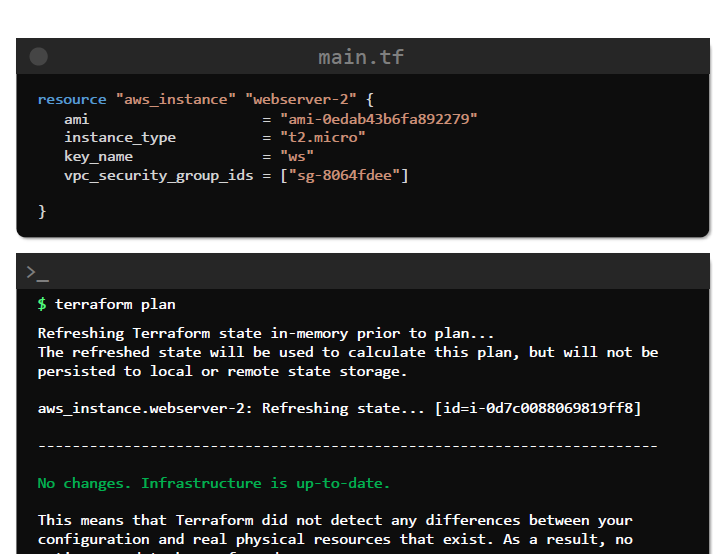 main.tf
resource "aws_instance" "webserver-2" {
   ami                    = "ami-0edab43b6fa892279"
   instance_type          = "t2.micro"
   key_name               = "ws"
   vpc_security_group_ids = ["sg-8064fdee"]
}
>_
$ terraform plan
Refreshing Terraform state in-memory prior to plan...
The refreshed state will be used to calculate this plan, but will not be
persisted to local or remote state storage.
aws_instance.webserver-2: Refreshing state... [id=i-0d7c0088069819ff8]
------------------------------------------------------------------------
No changes. Infrastructure is up-to-date.
This means that Terraform did not detect any differences between your
configuration and real physical resources that exist. As a result, no